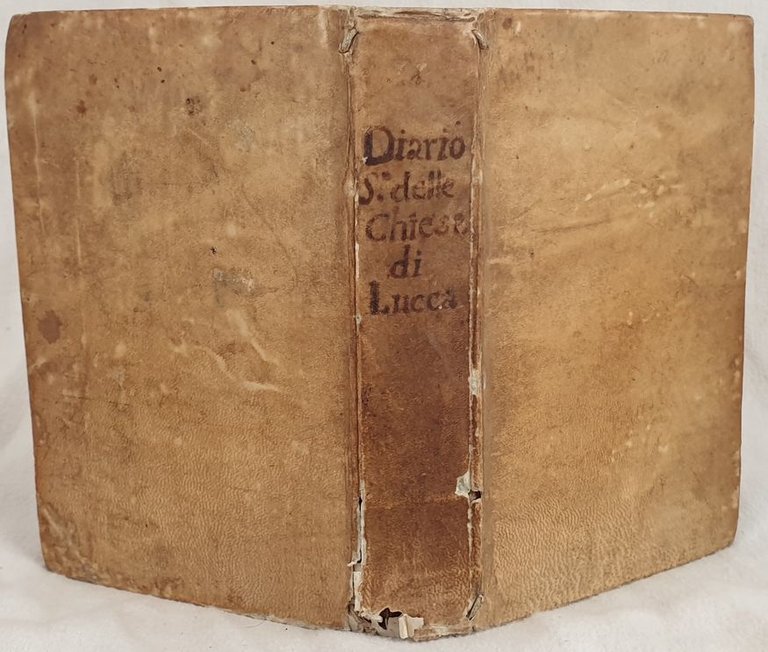 Diario
S.º delle
Chiese
di
Lucca